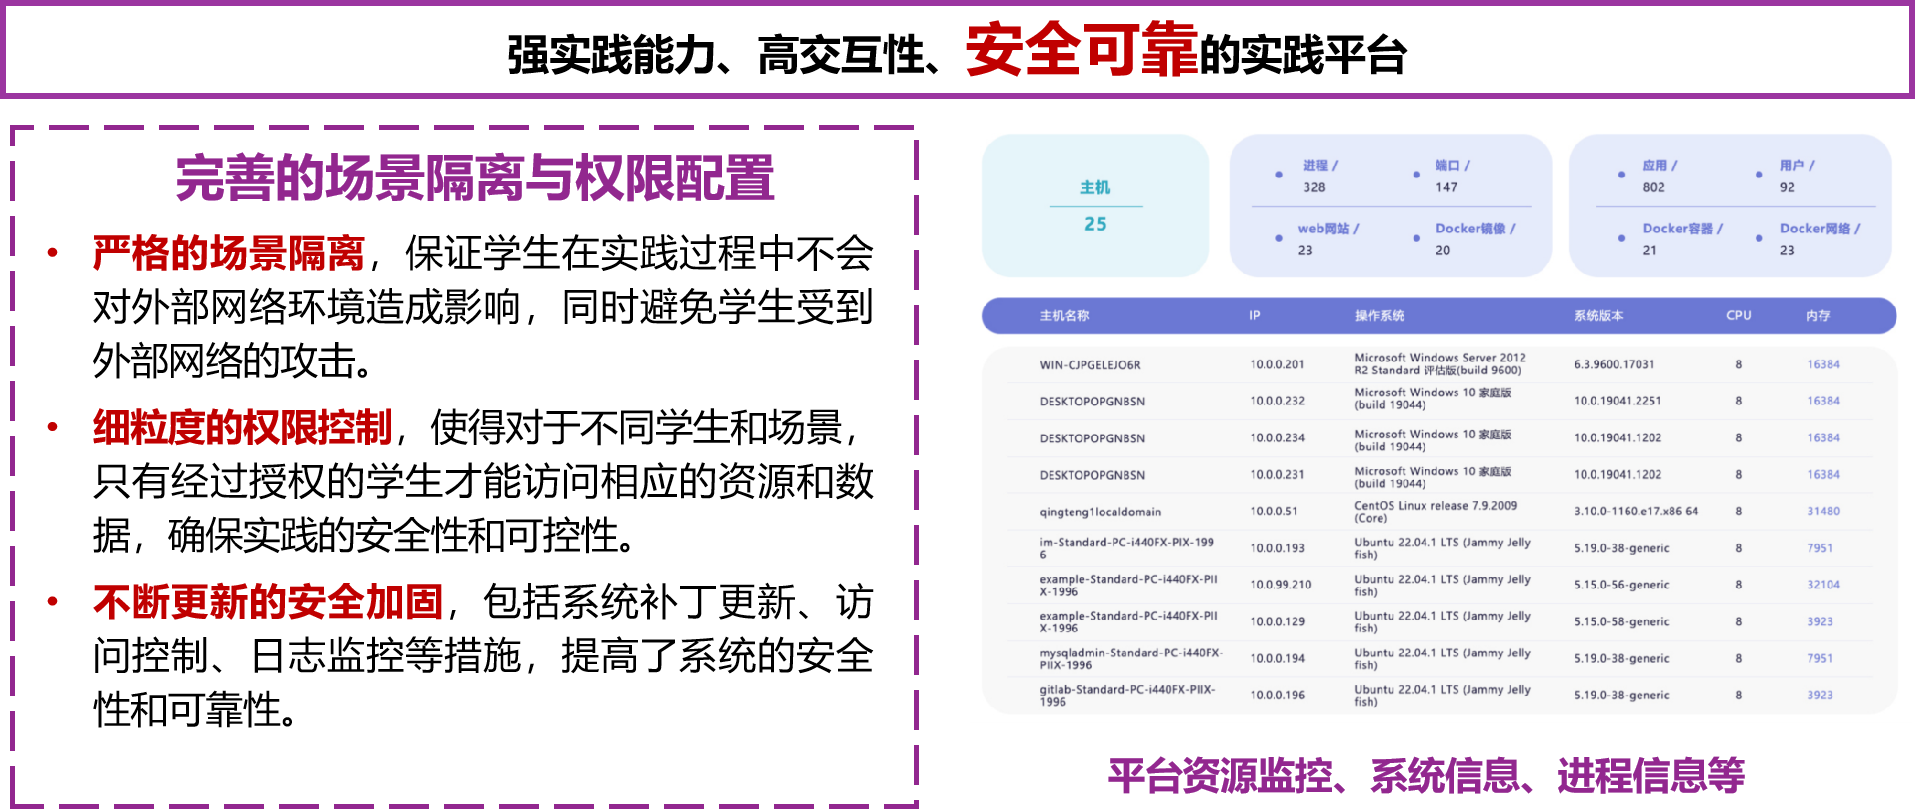 强实践能力、高交互性、安全可靠的实践平台
完善的场景隔离与权限配置
• 严格的场景隔离，保证学生在实践过程中不会
对外部网络环境造成影响，同时避免学生受到
外部网络的攻击。
• 细粒度的权限控制，使得对于不同学生和场景，
只有经过授权的学生才能访问相应的资源和数
据，确保实践的安全性和可控性。
• 不断更新的安全加固，包括系统补丁更新、访
问控制、日志监控等措施，提高了系统的安全
性和可靠性。
主机
25
进程 / 端口 /
328 147
web网站 / Docker镜像 /
23 20
应用 / 用户 /
802 92
Docker容器 / Docker网络 /
21 23
主机名称 IP 操作系统 系统版本 CPU 内存
WIN-CJPGELEJO6R 10.0.0.201 Microsoft Windows Server 2012 6.3.9600.17031 8 16384
R2 Standard 评估版(build 9600)
DESKTOPOPGN8SN 10.0.0.232 Microsoft Windows 10 家庭版 10.0.19041.2251 8 16384
(build 19044)
DESKTOPOPGN8SN 10.0.0.234 Microsoft Windows 10 家庭版 10.0.19041.1202 8 16384
(build 19044)
DESKTOPOPGN8SN 10.0.0.231 Microsoft Windows 10 家庭版 10.0.19041.1202 8 16384
(build 19044)
qingteng1localdomain 10.0.0.51 CentOS Linux release 7.9.2009 3.10.0-1160.e17.x86 64 8 31480
(Core)
im-Standard-PC-i440FX-PIX-199 10.0.0.193 Ubuntu 22.04.1 LTS (Jammy Jelly 5.19.0-38-generic 8 7951
6 fish)
example-Standard-PC-i440FX-PII 10.0.99.210 Ubuntu 22.04.1 LTS (Jammy Jelly 5.15.0-56-generic 8 32104
X-1996 fish)
example-Standard-PC-i440FX-PII 10.0.0.129 Ubuntu 22.04.1 LTS (Jammy Jelly 5.15.0-58-generic 8 3923
X-1996 fish)
mysqladmin-Standard-PC-i440FX- 10.0.0.194 Ubuntu 22.04.1 LTS (Jammy Jelly 5.19.0-38-generic 8 7951
PIIX-1996 fish)
gitlab-Standard-PC-i440FX-PIIX- 10.0.0.196 Ubuntu 22.04.1 LTS (Jammy Jelly 5.19.0-38-generic 8 3923
1996 fish)
平台资源监控、系统信息、进程信息等